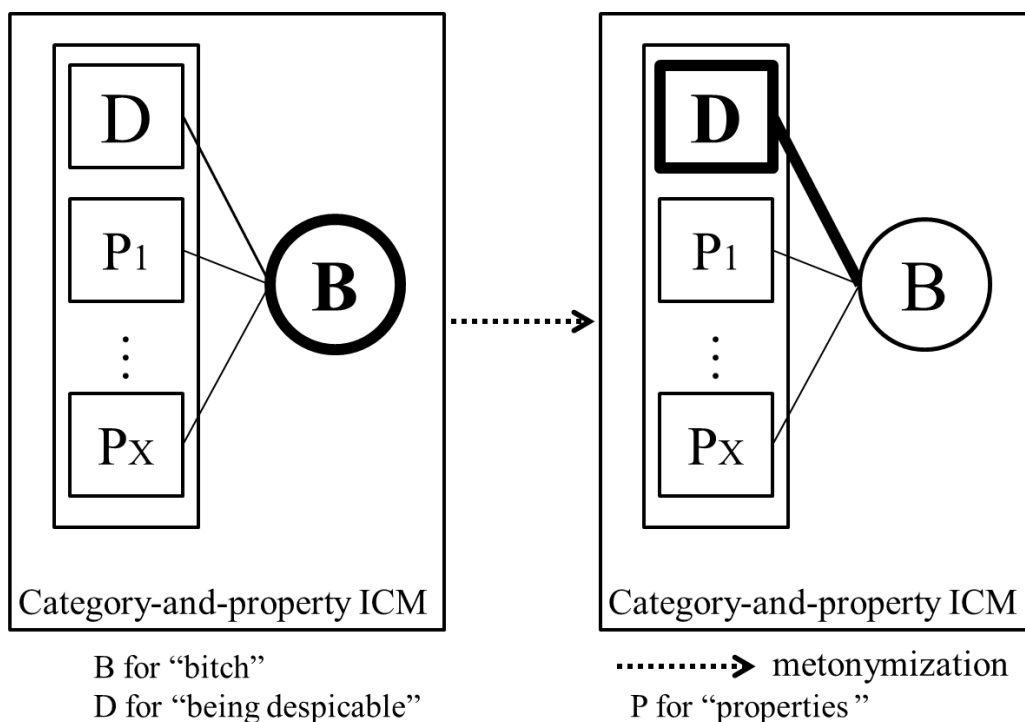 D
P1
B
⋮
PX
Category-and-property ICM
D
P1
B
⋮
PX
Category-and-property ICM
B for “bitch”
D for “being despicable”
metonymization
P for “properties ”